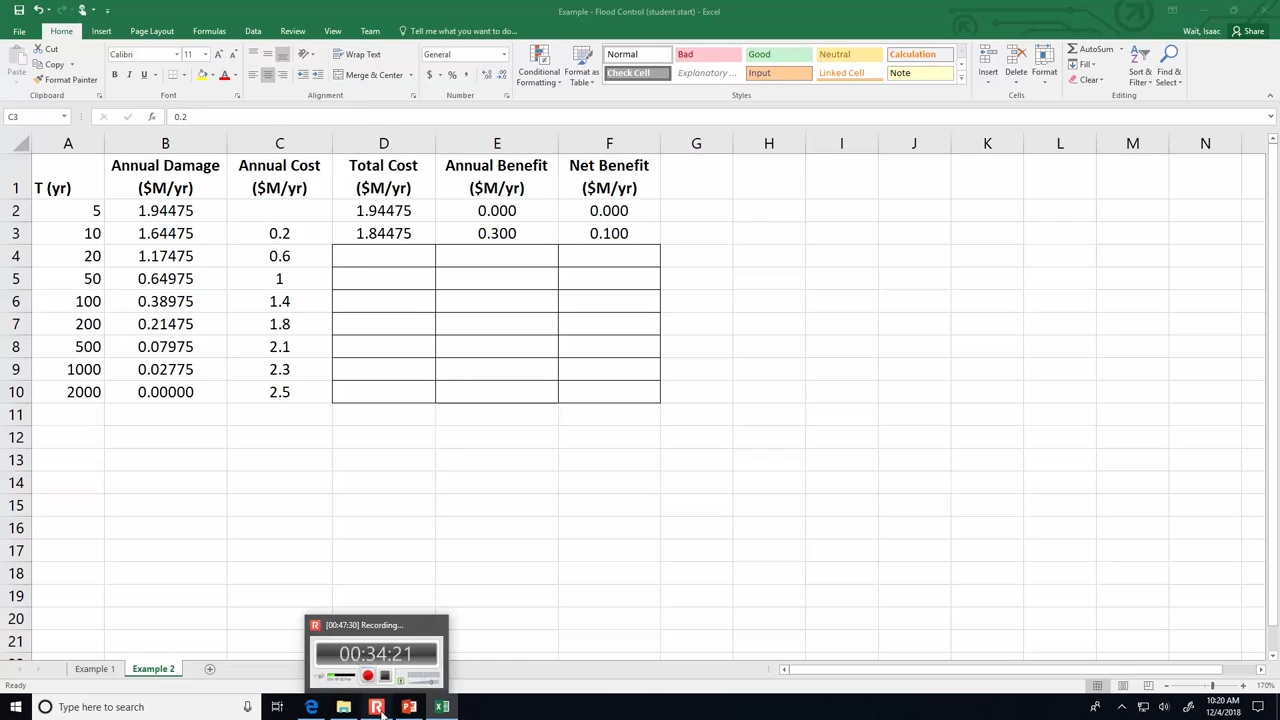 Example - Flood Control (student start) - Excel
Wait, Isaac
Share
File Home Insert Page Layout Formulas Data Review View Team Tell me what you want to do...
Cut
Copy
Format Painter
Paste
Clipboard
Calibri 11
B I U
Font
Wrap Text
Merge & Center
Alignment
General
$ % ,
Number
Conditional Formatting
Format as Table
Normal Bad Good Neutral Calculation
Check Cell Explanatory ... Input Linked Cell Note
Styles
Insert Delete Format
Cells
AutoSum
Fill
Clear
Sort & Filter
Find & Select
Editing
C3 fx 0.2
A B C D E F G H I J K L M N
Annual Damage Annual Cost Total Cost Annual Benefit Net Benefit
1 T (yr) ($M/yr) ($M/yr) ($M/yr) ($M/yr) ($M/yr)
2 5 1.94475 1.94475 0.000 0.000
3 10 1.64475 0.2 1.84475 0.300 0.100
4 20 1.17475 0.6
5 50 0.64975 1
6 100 0.38975 1.4
7 200 0.21475 1.8
8 500 0.07975 2.1
9 1000 0.02775 2.3
10 2000 0.00000 2.5
11
12
13
14
15
16
17
18
19
20
21
[00:47:30] Recording...
00:34:21
Example 1 Example 2
Ready
170%
Type here to search
10:20 AM
12/4/2018